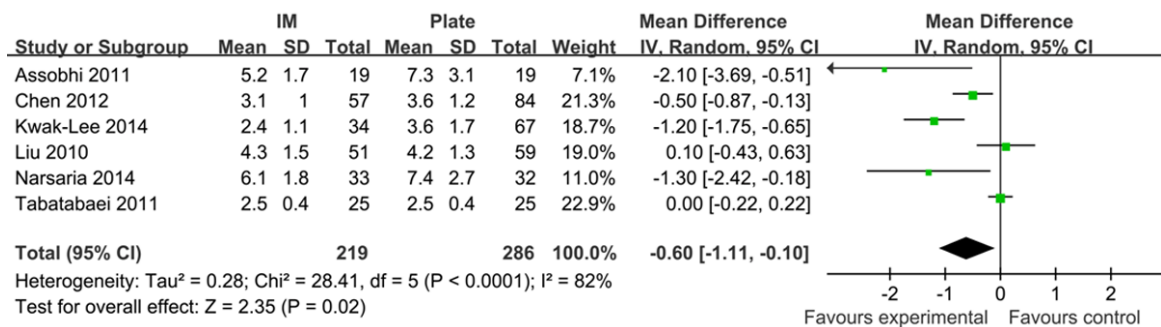 IM Plate Mean Difference Mean Difference
Study or Subgroup Mean SD Total Mean SD Total Weight IV, Random, 95% CI IV, Random, 95% CI
Assobhi 2011 5.2 1.7 19 7.3 3.1 19 7.1% -2.10 [-3.69, -0.51]
Chen 2012 3.1 1 57 3.6 1.2 84 21.3% -0.50 [-0.87, -0.13]
Kwak-Lee 2014 2.4 1.1 34 3.6 1.7 67 18.7% -1.20 [-1.75, -0.65]
Liu 2010 4.3 1.5 51 4.2 1.3 59 19.0% 0.10 [-0.43, 0.63]
Narsaria 2014 6.1 1.8 33 7.4 2.7 32 11.0% -1.30 [-2.42, -0.18]
Tabatabaei 2011 2.5 0.4 25 2.5 0.4 25 22.9% 0.00 [-0.22, 0.22]
Total (95% CI) 219 286 100.0% -0.60 [-1.11, -0.10]
Heterogeneity: Tau² = 0.28; Chi² = 28.41, df = 5 (P < 0.0001); I² = 82%
Test for overall effect: Z = 2.35 (P = 0.02)
-2 -1 0 1 2
Favours experimental Favours control